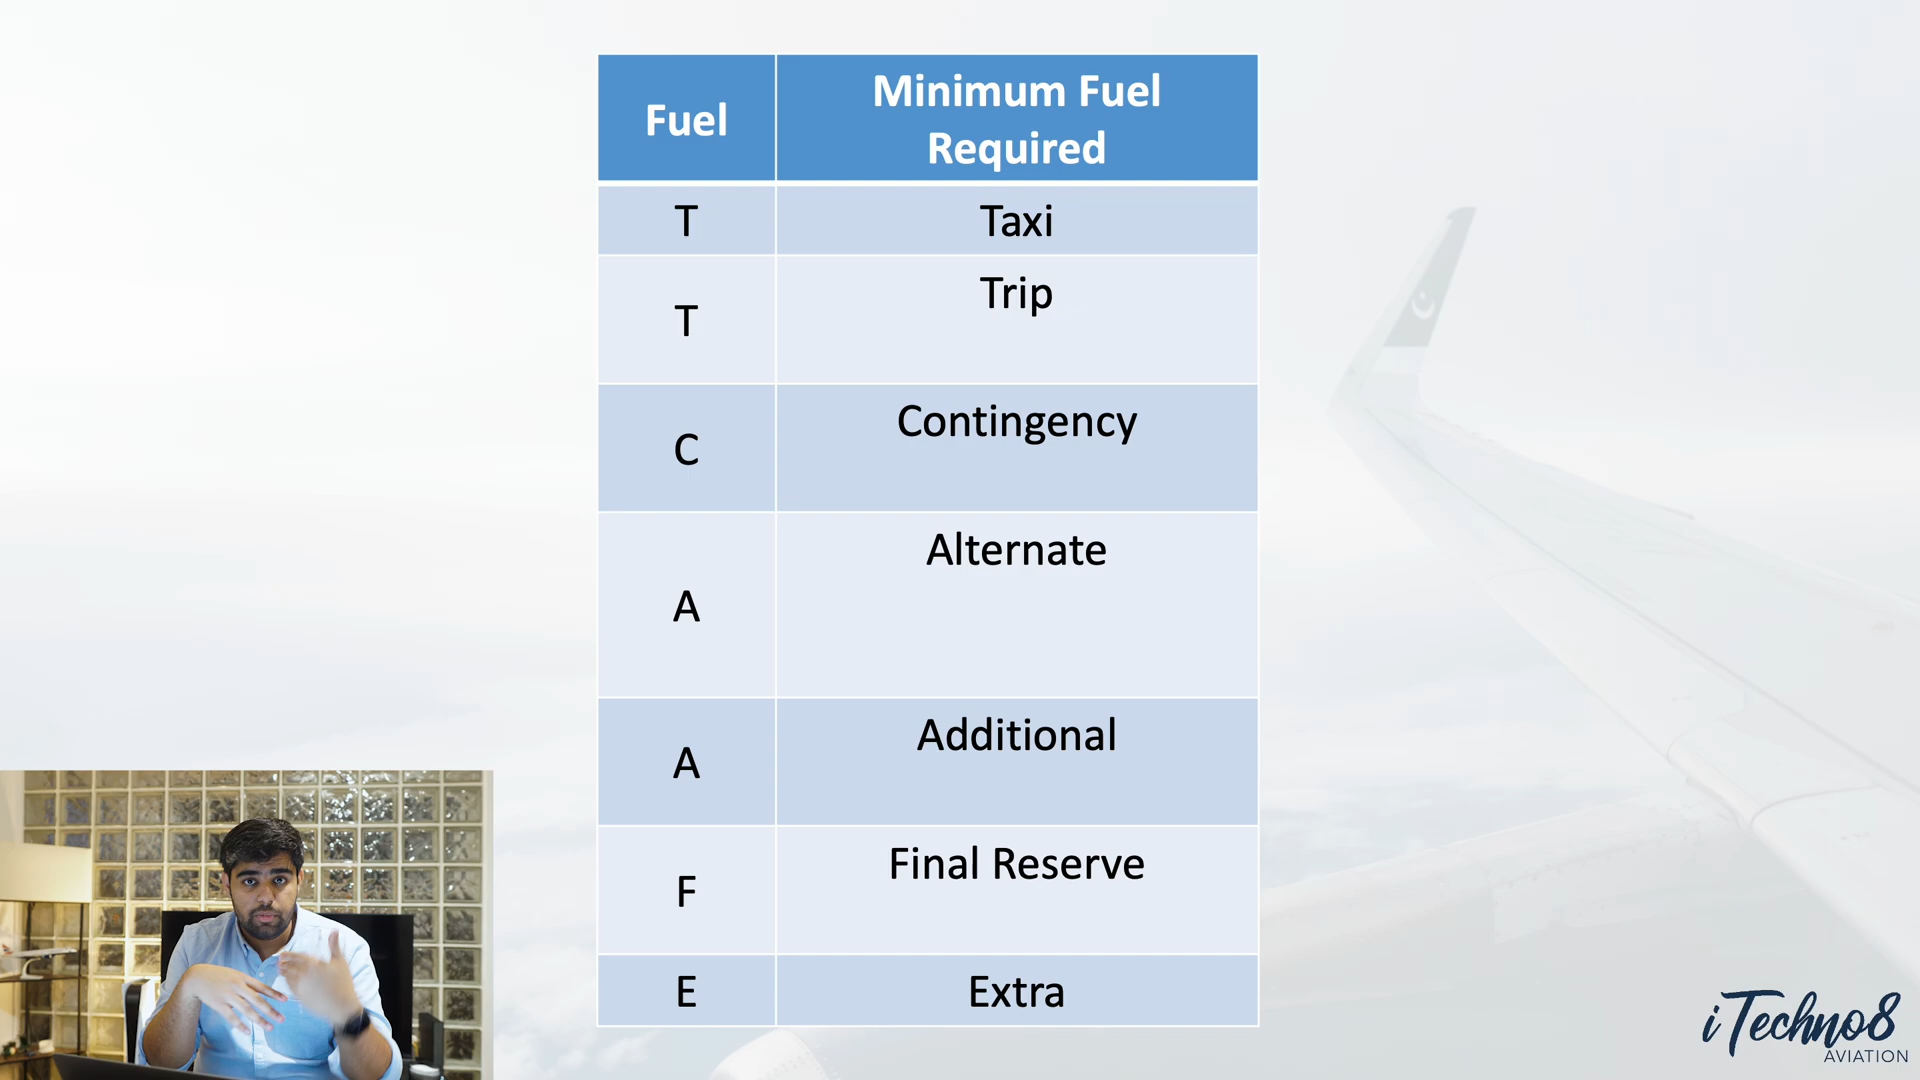 Fuel
Minimum Fuel
Required
T
Taxi
T
Trip
C
Contingency
A
Alternate
A
Additional
F
Final Reserve
E
Extra
iTechno8
AVIATION